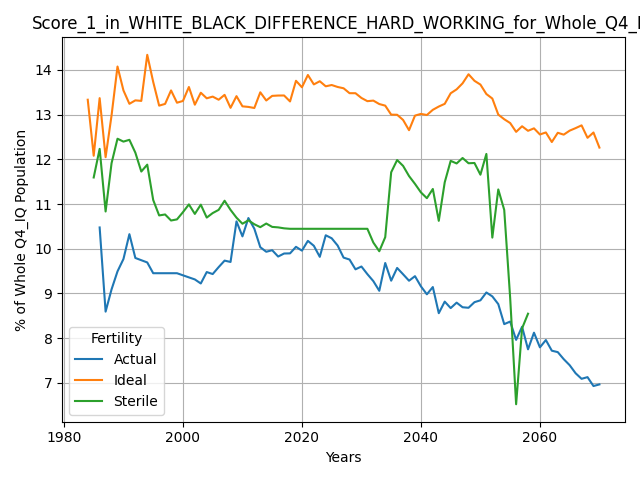 Score_1_in_WHITE_BLACK_DIFFERENCE_HARD_WORKING_for_Whole_Q4_I
% of Whole Q4_IQ Population
14
13
12
11
10
9
8
7
Fertility
Actual
Ideal
Sterile
1980 2000 2020 2040 2060
Years